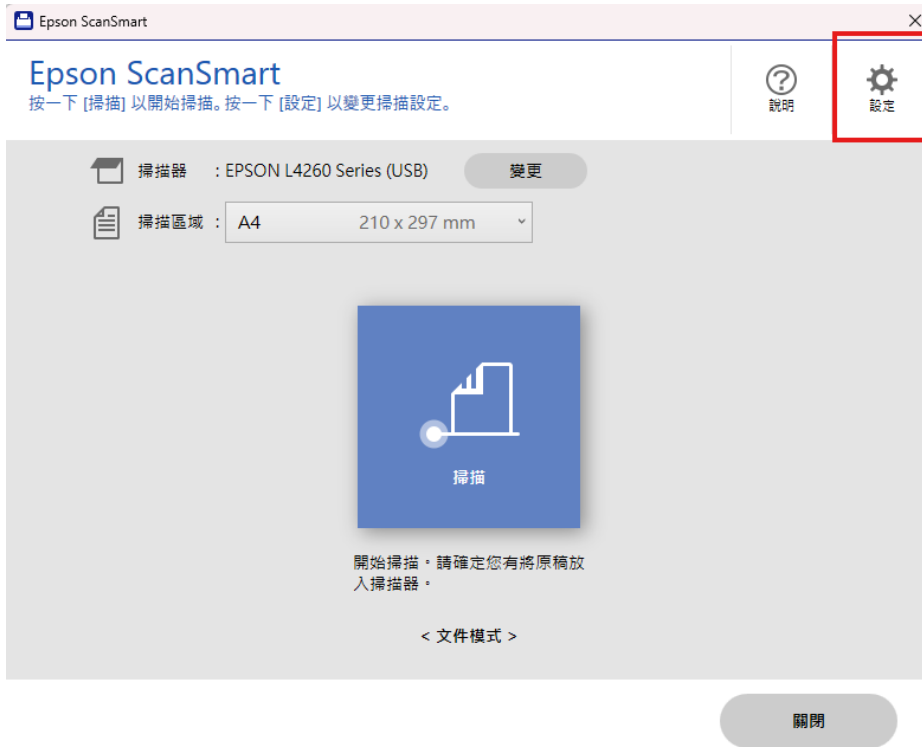 Epson ScanSmart
Epson ScanSmart
按一下 [掃描] 以開始掃描。按一下 [設定] 以變更掃描設定。
說明
設定
掃描器 : EPSON L4260 Series (USB) 變更
掃描區域 : A4 210 x 297 mm
掃描
開始掃描。請確定您有將原稿放
入掃描器。
< 文件模式 >
關閉